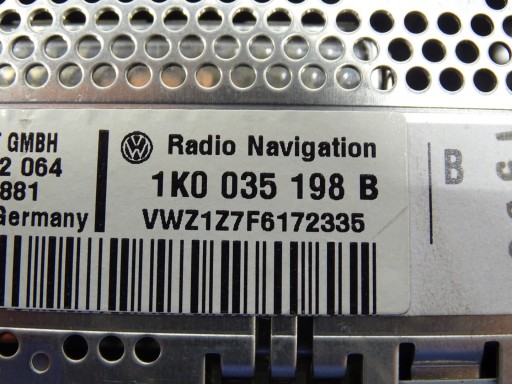 T GMBH
2 064
881
Germany
Radio Navigation
1K0 035 198 B
VWZ1Z7F6172335
B